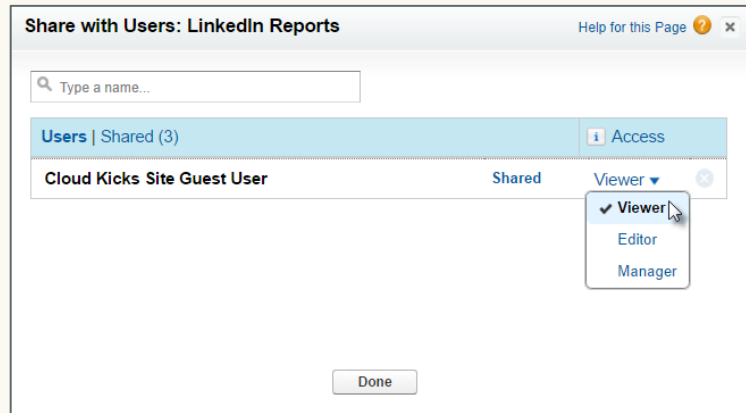 Share with Users: LinkedIn Reports Help for this Page ? x
Type a name...
Users | Shared (3) i Access
Cloud Kicks Site Guest User Shared Viewer ▼
✔ Viewer
Editor
Manager
Done